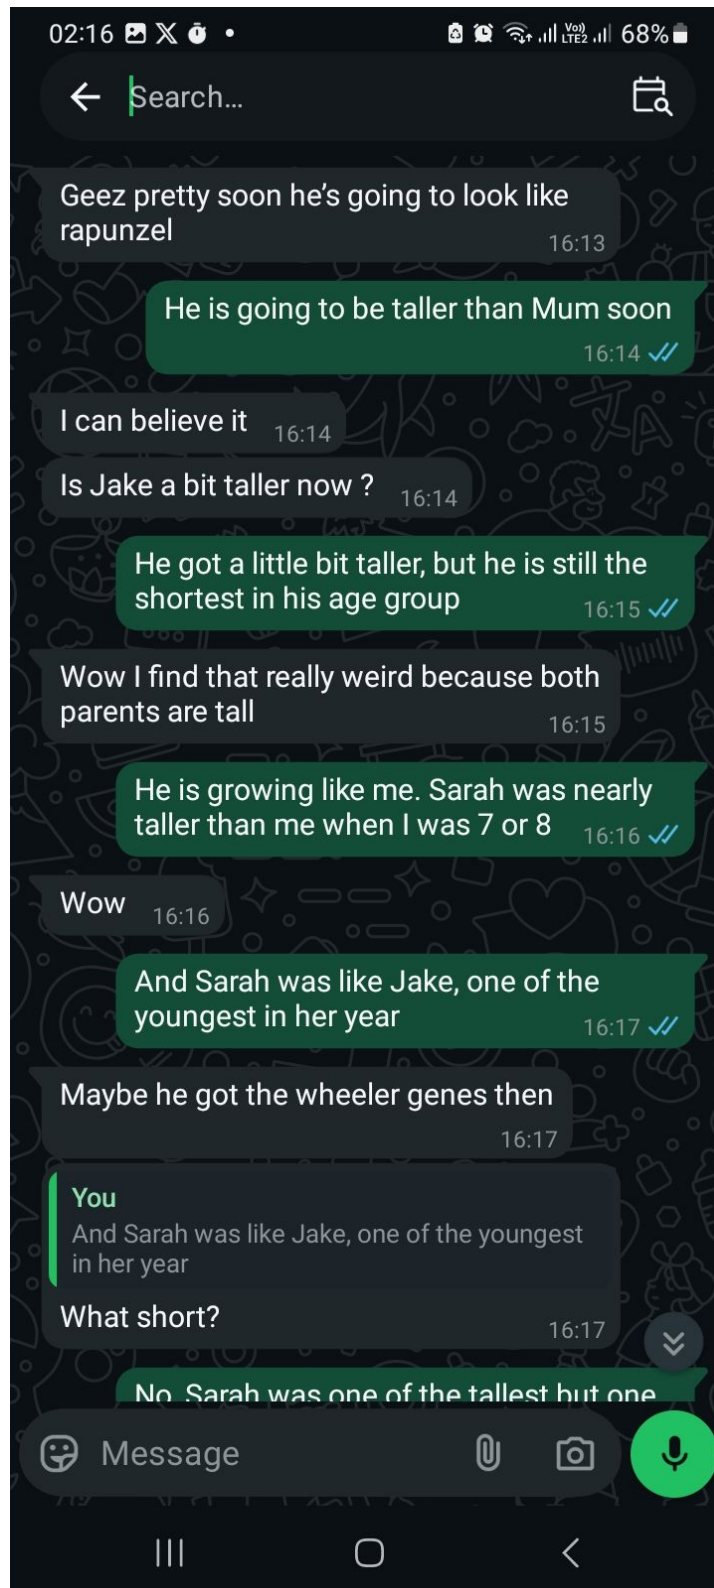 02:16
Vo))
LTE2
68%
Search...
Geez pretty soon he's going to look like
rapunzel
16:13
He is going to be taller than Mum soon
16:14
I can believe it 16:14
Is Jake a bit taller now ? 16:14
He got a little bit taller, but he is still the
shortest in his age group 16:15
Wow I find that really weird because both
parents are tall 16:15
He is growing like me. Sarah was nearly
taller than me when I was 7 or 8 16:16
Wow 16:16
And Sarah was like Jake, one of the
youngest in her year 16:17
Maybe he got the wheeler genes then
16:17
You
And Sarah was like Jake, one of the youngest
in her year
What short? 16:17
No, Sarah was one of the tallest but one
Message